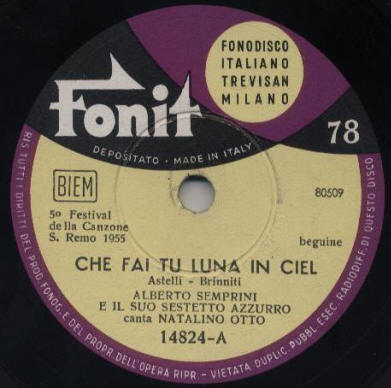 Fonit
FONODISCO
ITALIANO
TREVISAN
MILANO
DEPOSITATO • MADE IN ITALY
78
BIEM
80509
5º Festival
della Canzone
S. Remo 1955
beguine
CHE FAI TU LUNA IN CIEL
Astelli - Brinniti
ALBERTO SEMPRINI
E IL SUO SESTETTO AZZURRO
canta NATALINO OTTO
14824-A
RIS. TUTTI I DIRITTI DEL PROD. FONOG. E DEL PROPR. DELL'OPERA RIPR. - VIETATA DUPLIC. PUBBL. ESEC. RADIODIFF. DI QUESTO DISCO